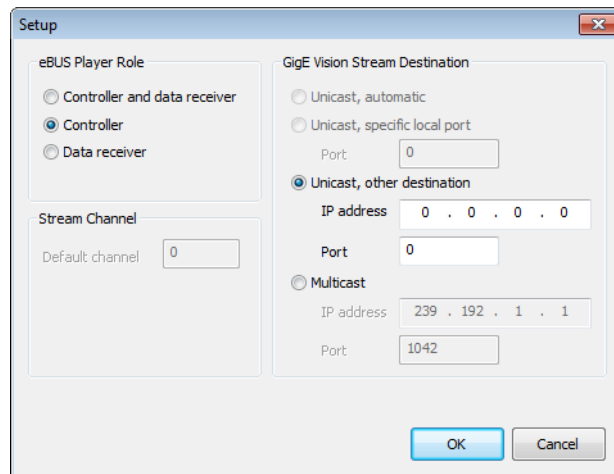 Setup
eBUS Player Role
Controller and data receiver
Controller
Data receiver
Stream Channel
Default channel 0
GigE Vision Stream Destination
Unicast, automatic
Unicast, specific local port
Port 0
Unicast, other destination
IP address 0 . 0 . 0 . 0
Port 0
Multicast
IP address 239 . 192 . 1 . 1
Port 1042
OK Cancel